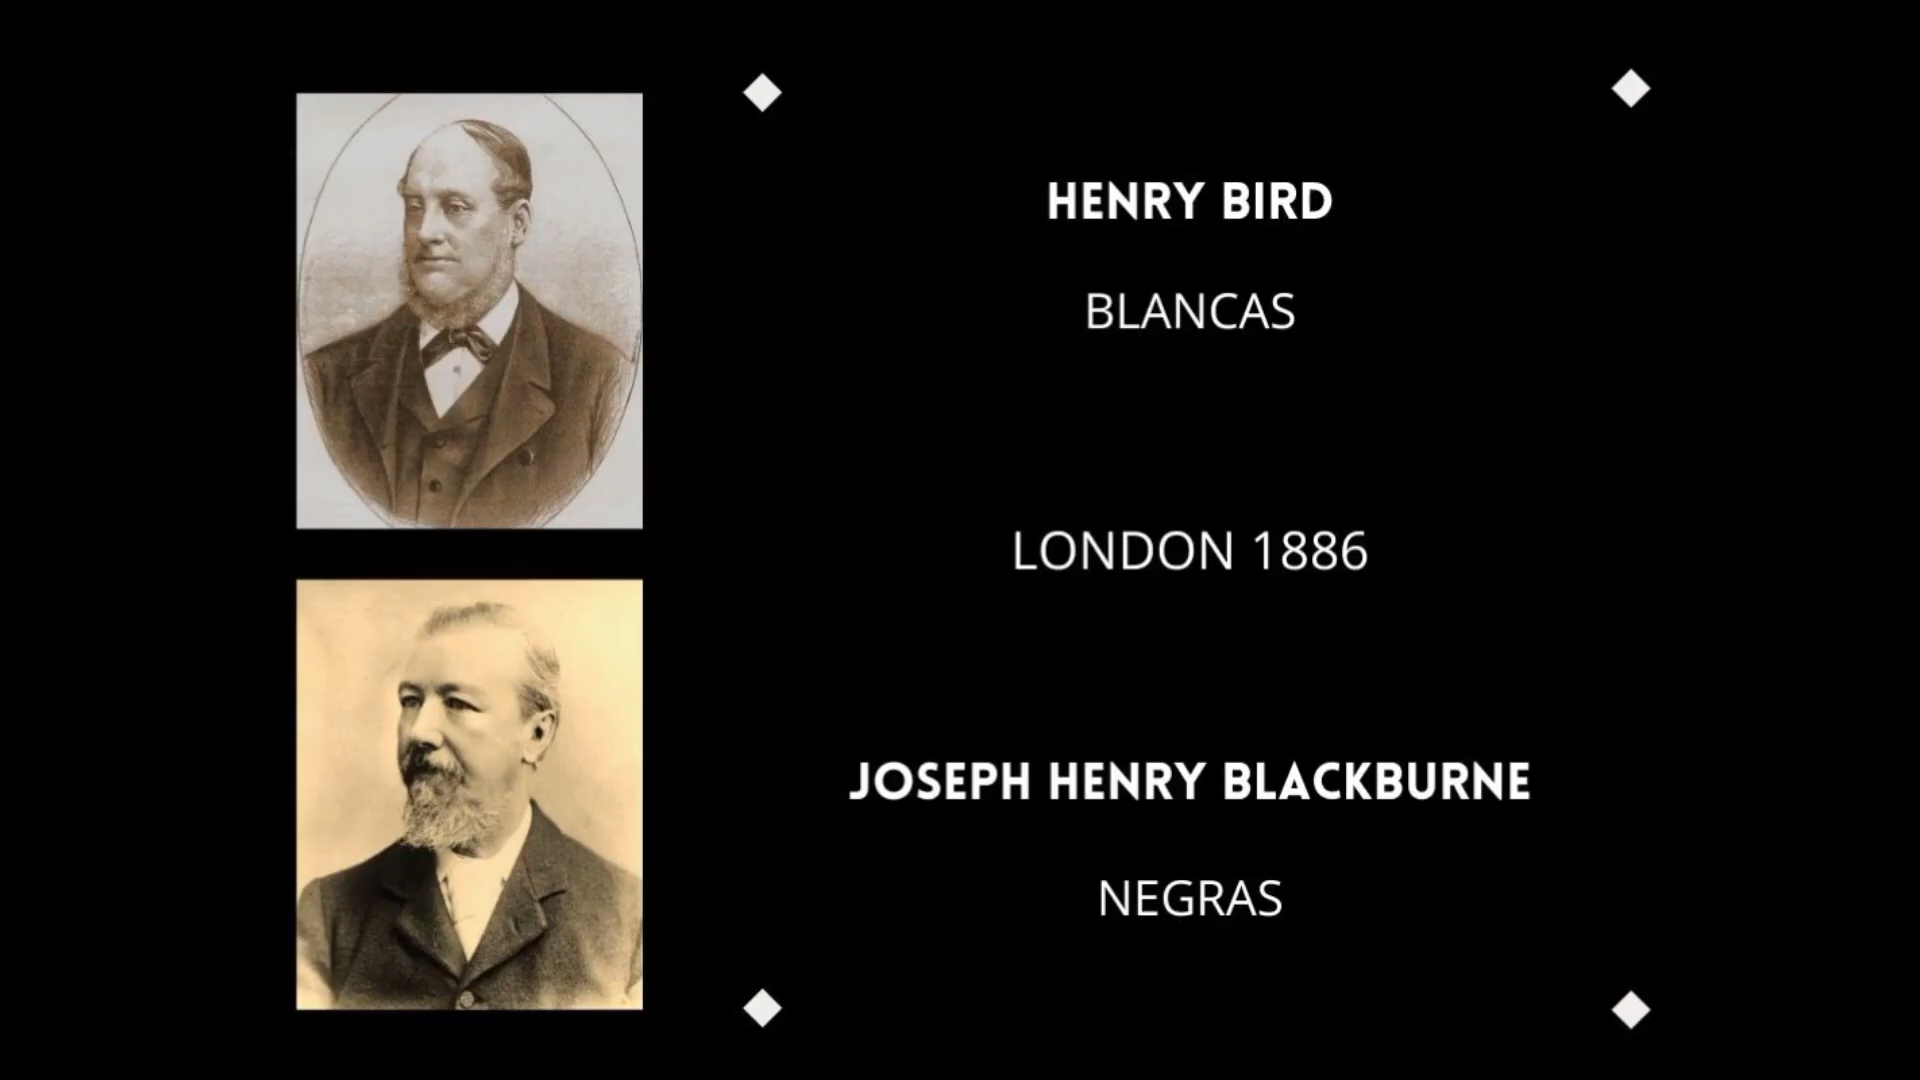 HENRY BIRD
BLANCAS
LONDON 1886
JOSEPH HENRY BLACKBURNE
NEGRAS